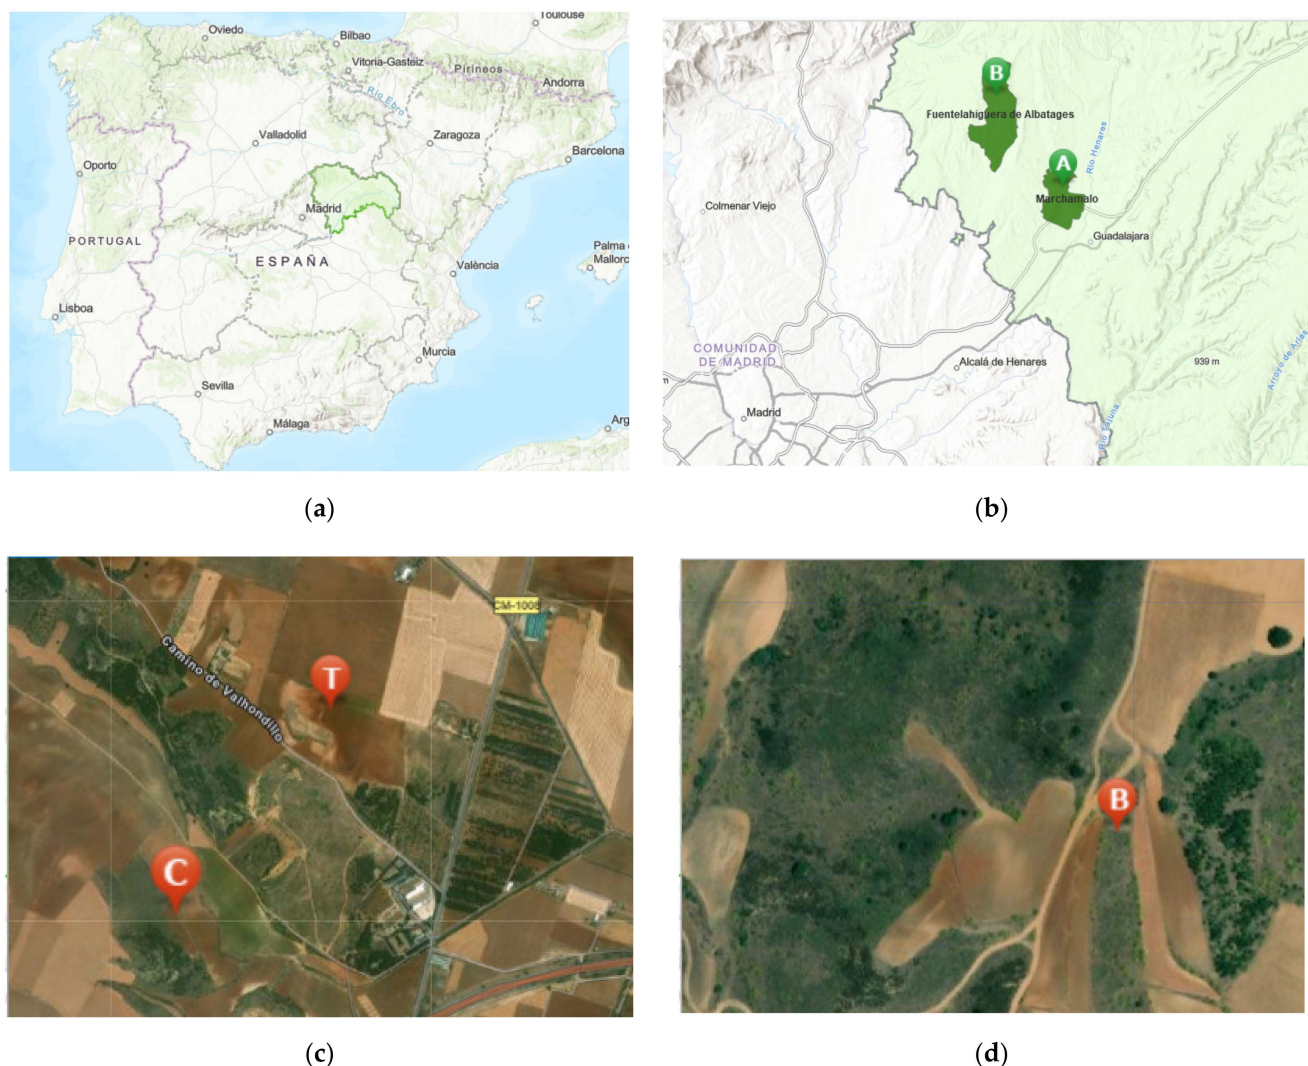 Toulouse
Oviedo
Bilbao
Vitoria-Gasteiz
Pirineos
Andorra
Río Ebro
Valladolid
Zaragoza
Barcelona
Oporto
Madrid
PORTUGAL
ESPAÑA
Palma
Mallorc
València
Lisboa
Murcia
Sevilla
Málaga
Arg
(a)
B
Fuentelahiguera de Albatages
Río Henares
A
Marchamalo
Colmenar Viejo
Guadalajara
COMUNIDAD
DE MADRID
Alcalá de Henares
939 m
Arroyo de Arlas
m
Madrid
Río Tajuña
(b)
CM-1008
Camino de Valhondillo
T
C
(c)
B
(d)